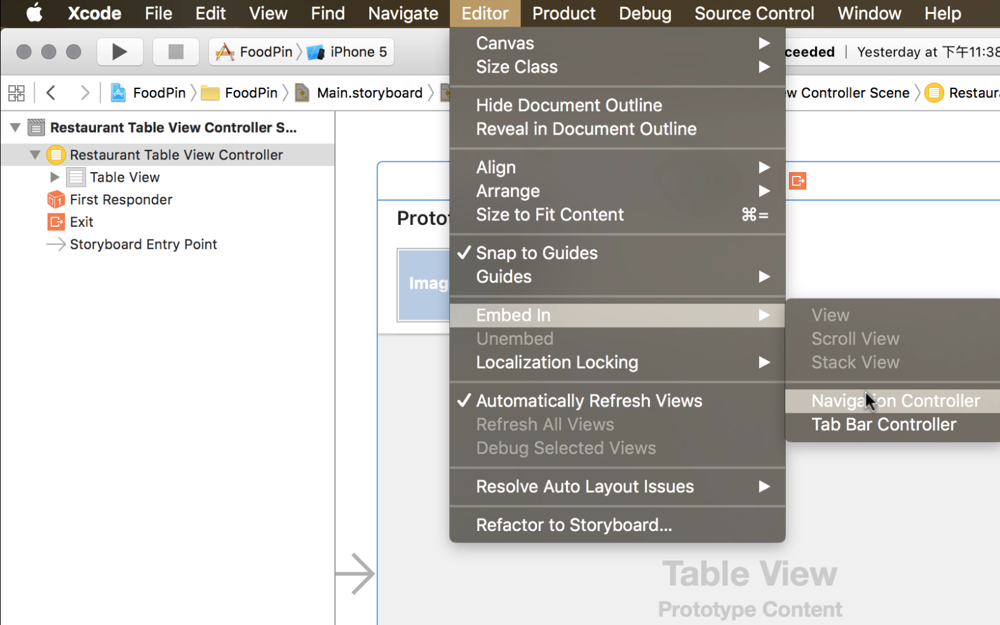 Xcode File Edit View Find Navigate Editor Product Debug Source Control Window Help
FoodPin iPhone 5
ceeded | Yesterday at 下午11:38
FoodPin FoodPin Main.storyboard
w Controller Scene Restaur
Restaurant Table View Controller S...
Restaurant Table View Controller
Table View
First Responder
Exit
Storyboard Entry Point
Canvas
Size Class
Hide Document Outline
Reveal in Document Outline
Align
Arrange
Size to Fit Content ⌘=
Snap to Guides
Guides
Embed In
Unembed
Localization Locking
Automatically Refresh Views
Refresh All Views
Debug Selected Views
Resolve Auto Layout Issues
Refactor to Storyboard...
View
Scroll View
Stack View
Navigation Controller
Tab Bar Controller
Protot
Imag
Table View
Prototype Content